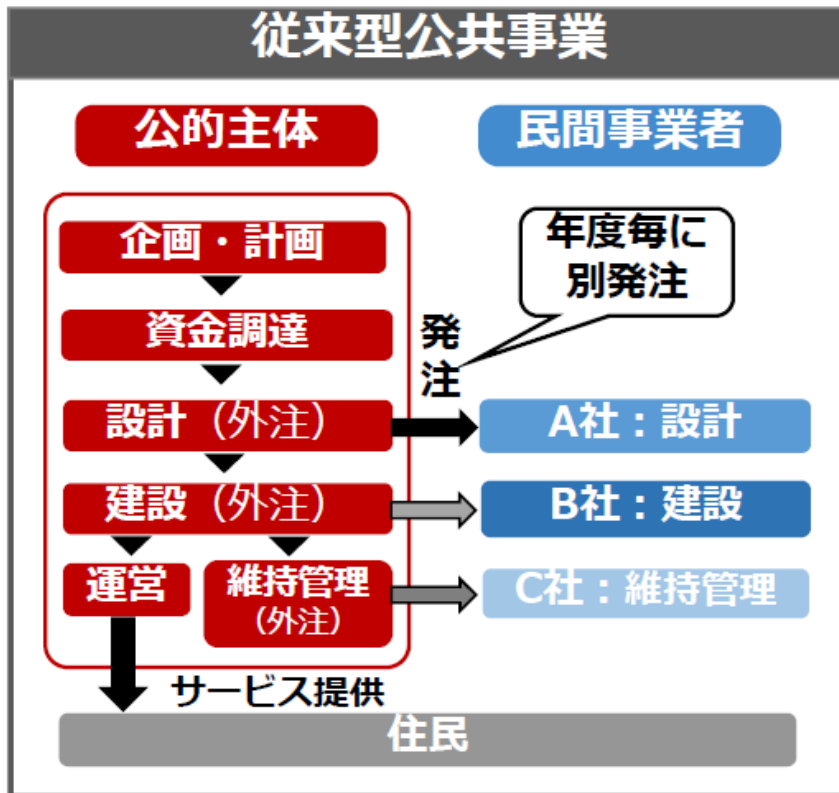 従来型公共事業
公的主体
民間事業者
企画・計画
資金調達
設計（外注）
建設（外注）
運営
維持管理
（外注）
発
注
年度毎に
別発注
A社：設計
B社：建設
C社：維持管理
サービス提供
住民